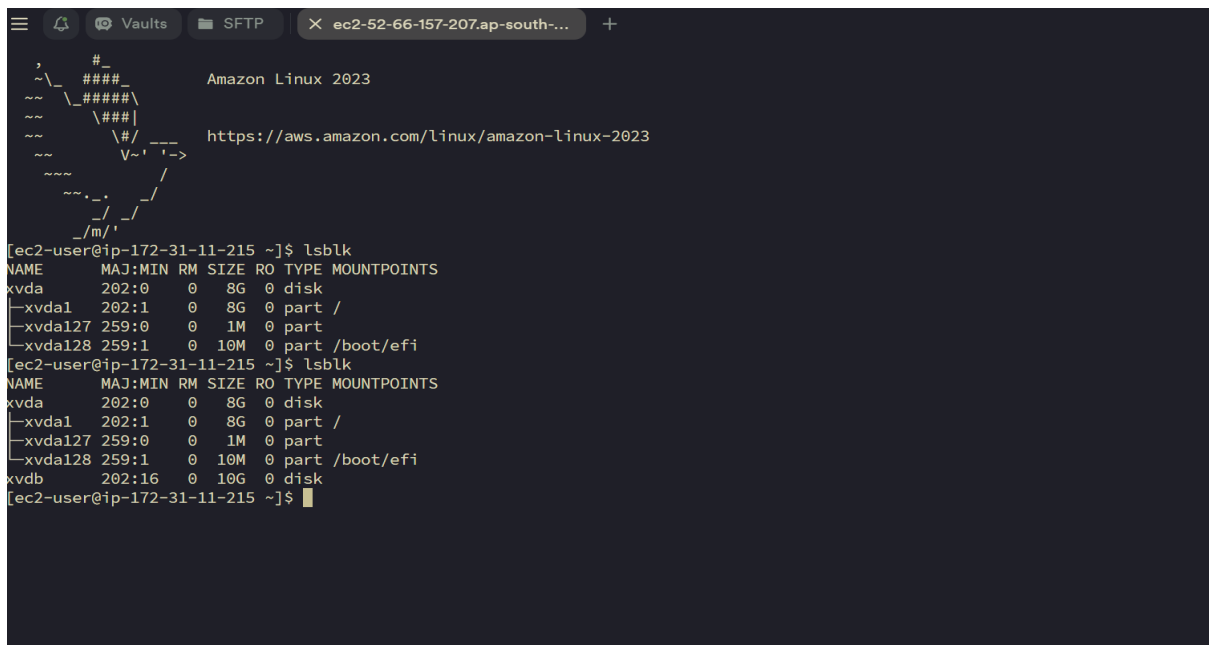 Vaults SFTP ec2-52-66-157-207.ap-south-...
   ,     #_
   ~\_  ####_        Amazon Linux 2023
  ~~  \_#####\
  ~~     \###|
  ~~       \#/ ___   https://aws.amazon.com/linux/amazon-linux-2023
   ~~       V~' '->
    ~~~         /
      ~~._.   _/
         _/ _/
       _/m/'
[ec2-user@ip-172-31-11-215 ~]$ lsblk
NAME      MAJ:MIN RM SIZE RO TYPE MOUNTPOINTS
xvda      202:0    0   8G  0 disk
├─xvda1   202:1    0   8G  0 part /
├─xvda127 259:0    0   1M  0 part
└─xvda128 259:1    0  10M  0 part /boot/efi
[ec2-user@ip-172-31-11-215 ~]$ lsblk
NAME      MAJ:MIN RM SIZE RO TYPE MOUNTPOINTS
xvda      202:0    0   8G  0 disk
├─xvda1   202:1    0   8G  0 part /
├─xvda127 259:0    0   1M  0 part
└─xvda128 259:1    0  10M  0 part /boot/efi
xvdb      202:16   0  10G  0 disk
[ec2-user@ip-172-31-11-215 ~]$